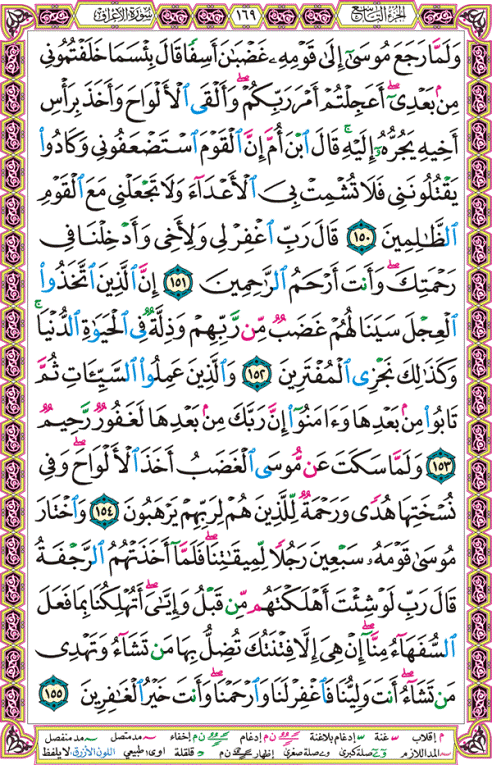 الجزء التاسع ١٦٩ سورة الأعراف
وَلَمَّا رَجَعَ مُوسَىٰٓ إِلَىٰ قَوْمِهِۦ غَضْبَٰنَ أَسِفًا قَالَ بِئْسَمَا خَلَفْتُمُونِى
مِنۢ بَعْدِىٓۖ أَعَجِلْتُمْ أَمْرَ رَبِّكُمْۖ وَأَلْقَى ٱلْأَلْوَاحَ وَأَخَذَ بِرَأْسِ
أَخِيهِ يَجُرُّهُۥٓ إِلَيْهِۚ قَالَ ٱبْنَ أُمَّ إِنَّ ٱلْقَوْمَ ٱسْتَضْعَفُونِى وَكَادُوا۟
يَقْتُلُونَنِى فَلَا تُشْمِتْ بِىَ ٱلْأَعْدَآءَ وَلَا تَجْعَلْنِى مَعَ ٱلْقَوْمِ
ٱلظَّٰلِمِينَ ١٥٠ قَالَ رَبِّ ٱغْفِرْ لِى وَلِأَخِى وَأَدْخِلْنَا فِى
رَحْمَتِكَۖ وَأَنتَ أَرْحَمُ ٱلرَّٰحِمِينَ ١٥١ إِنَّ ٱلَّذِينَ ٱتَّخَذُوا۟
ٱلْعِجْلَ سَيَنَالُهُمْ غَضَبٌ مِّن رَّبِّهِمْ وَذِلَّةٌ فِى ٱلْحَيَوٰةِ ٱلدُّنْيَاۚ
وَكَذَٰلِكَ نَجْزِى ٱلْمُفْتَرِينَ ١٥٢ وَٱلَّذِينَ عَمِلُوا۟ ٱلسَّيِّـَٔاتِ ثُمَّ
تَابُوا۟ مِنۢ بَعْدِهَا وَءَامَنُوٓا۟ إِنَّ رَبَّكَ مِنۢ بَعْدِهَا لَغَفُورٌ رَّحِيمٌ
١٥٣ وَلَمَّا سَكَتَ عَن مُّوسَى ٱلْغَضَبُ أَخَذَ ٱلْأَلْوَاحَۖ وَفِى
نُسْخَتِهَا هُدًى وَرَحْمَةٌ لِّلَّذِينَ هُمْ لِرَبِّهِمْ يَرْهَبُونَ ١٥٤ وَٱخْتَارَ
مُوسَىٰ قَوْمَهُۥ سَبْعِينَ رَجُلًا لِّمِيقَٰتِنَاۖ فَلَمَّآ أَخَذَتْهُمُ ٱلرَّجْفَةُ
قَالَ رَبِّ لَوْ شِئْتَ أَهْلَكْتَهُم مِّن قَبْلُ وَإِيَّٰىَۖ أَتُهْلِكُنَا بِمَا فَعَلَ
ٱلسُّفَهَآءُ مِنَّآۖ إِنْ هِىَ إِلَّا فِتْنَتُكَ تُضِلُّ بِهَا مَن تَشَآءُ وَتَهْدِى
مَن تَشَآءُۖ أَنتَ وَلِيُّنَا فَٱغْفِرْ لَنَا وَٱرْحَمْنَاۖ وَأَنتَ خَيْرُ ٱلْغَٰفِرِينَ ١٥٥
م إقلاب غنة إدغام بلاغنة ن م إدغام ن م إخفاء مد متصل مد منفصل
المد اللازم صلة كبرى وصلة صغرى إظهار ن م قلقلة اوى: طبيعي اللون الأزرق: لا يلفظ